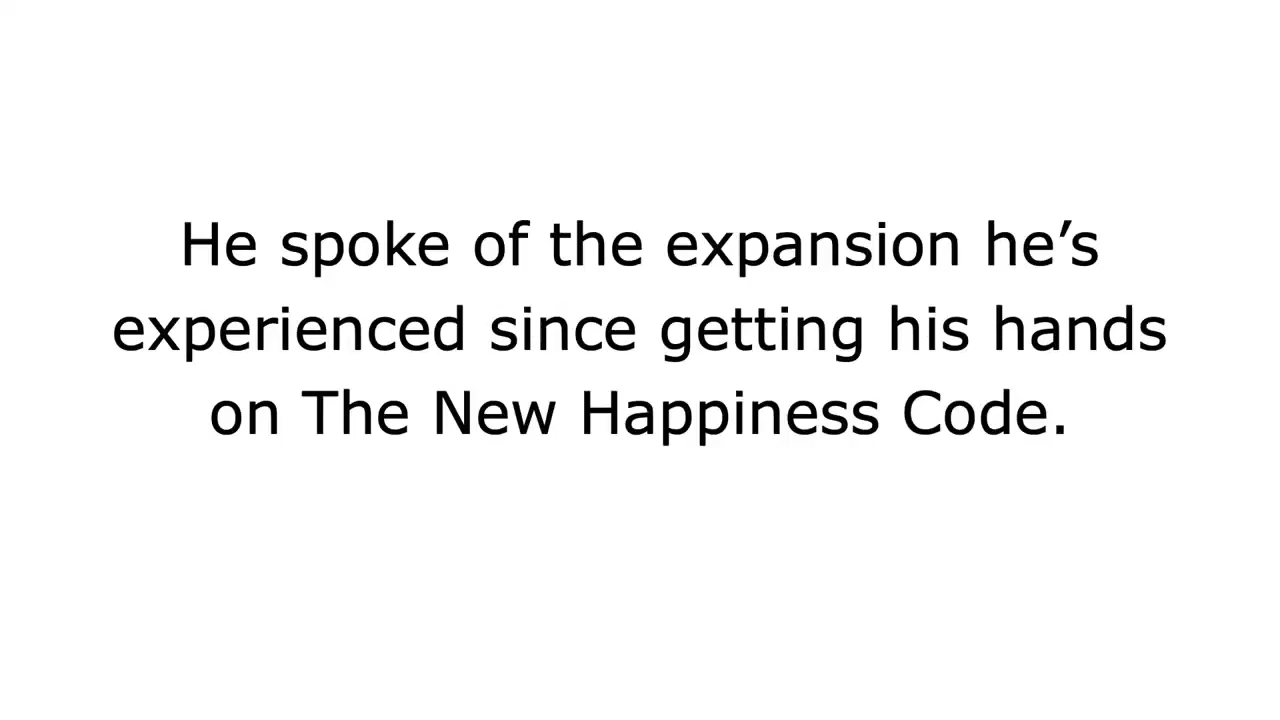 He spoke of the expansion he’s
experienced since getting his hands
on The New Happiness Code.